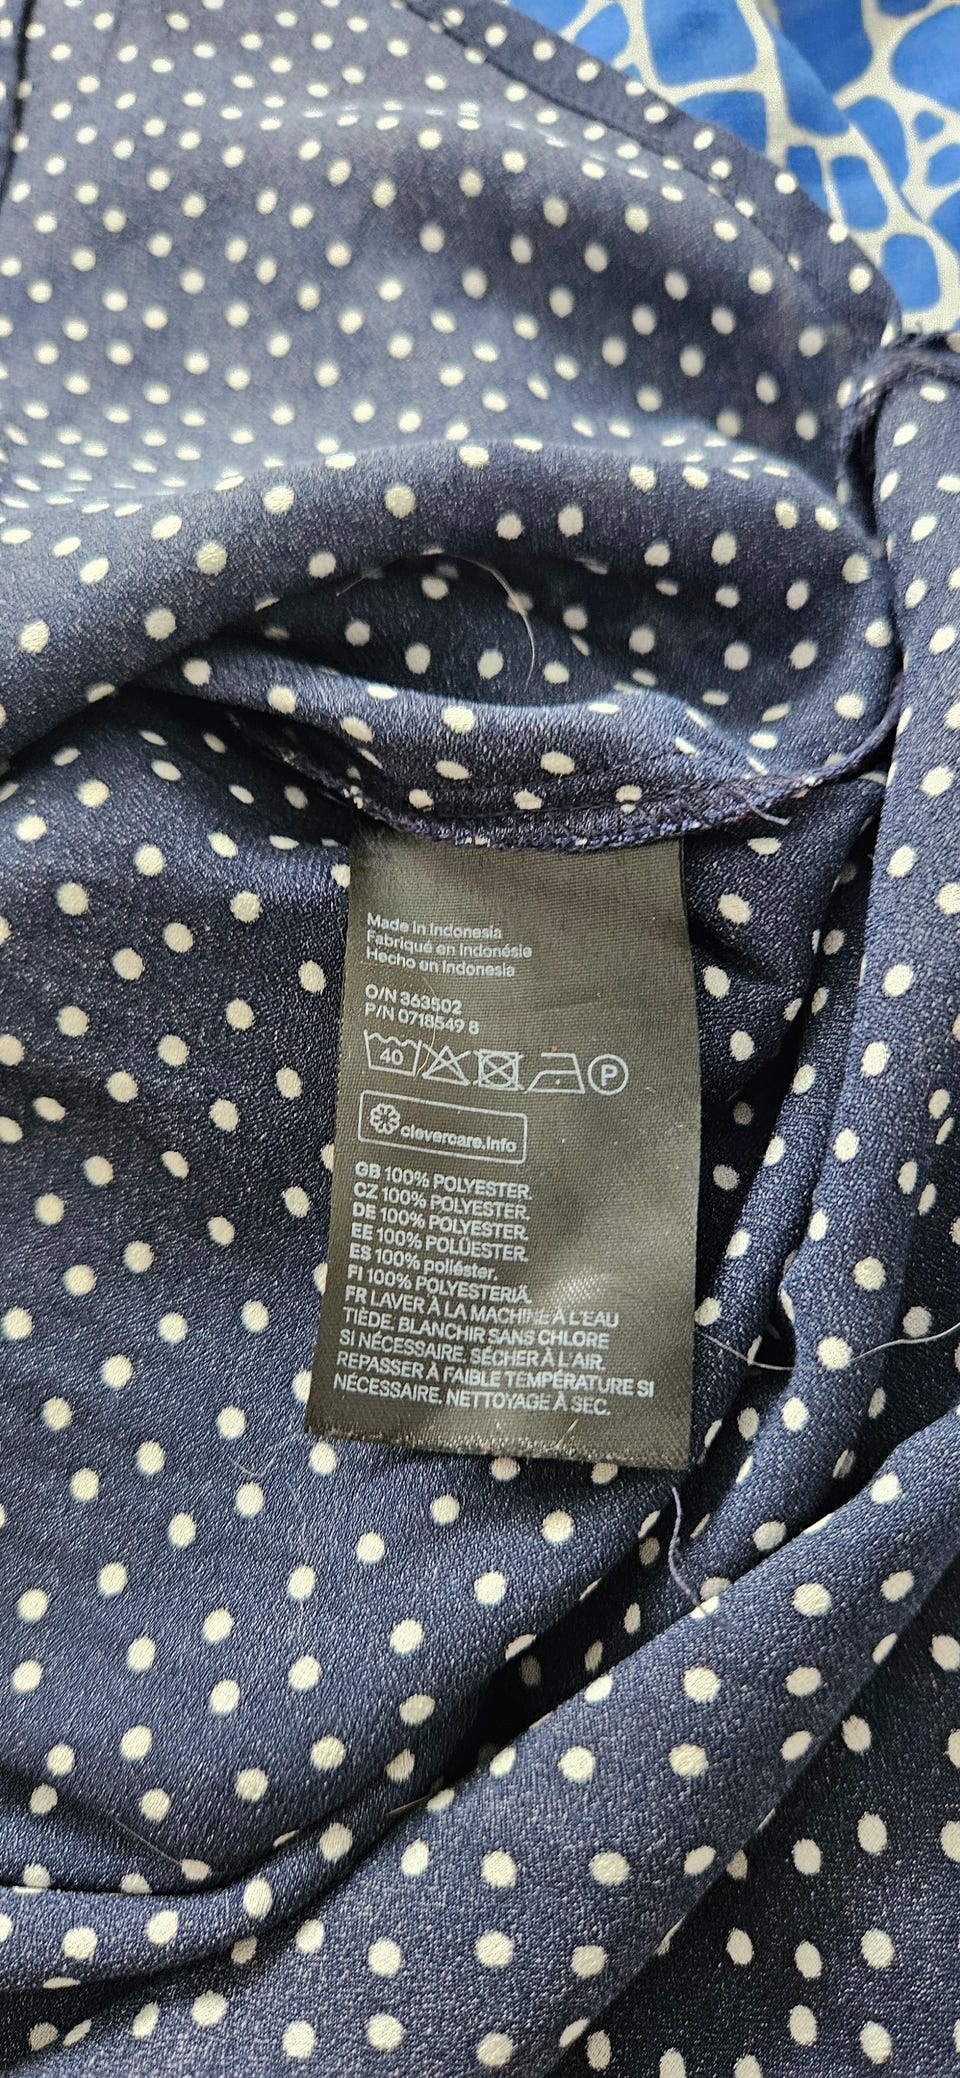 Made in Indonesia
Fabriqué en Indonésie
Hecho en Indonesia
O/N 363502
P/N 0718549 8
40
P
clevercare.info
GB 100% POLYESTER.
CZ 100% POLYESTER.
DE 100% POLYESTER.
EE 100% POLÜESTER.
ES 100% poliéster.
FI 100% POLYESTERIÄ.
FR LAVER À LA MACHINE À L'EAU
TIÈDE. BLANCHIR SANS CHLORE
SI NÉCESSAIRE. SÉCHER À L'AIR.
REPASSER À FAIBLE TEMPÉRATURE SI
NÉCESSAIRE. NETTOYAGE À SEC.